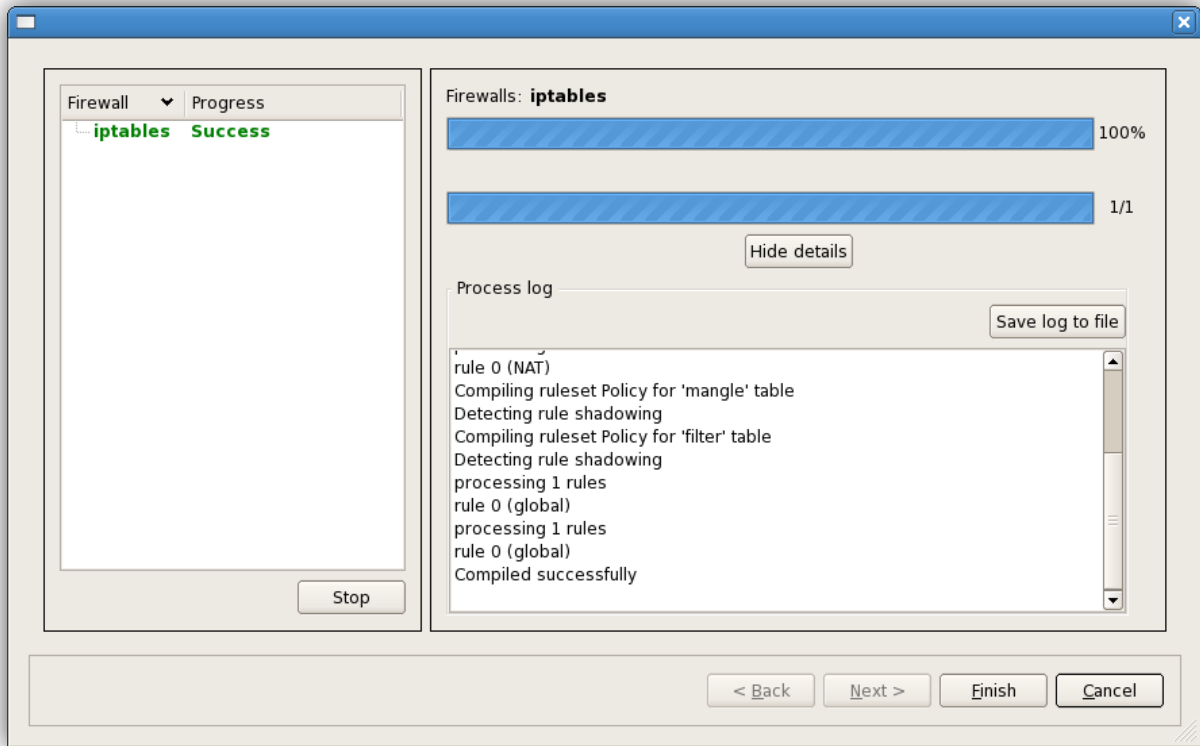 Firewall Progress
iptables Success
Stop
Firewalls: iptables
100%
1/1
Hide details
Process log
Save log to file
rule 0 (NAT)
Compiling ruleset Policy for 'mangle' table
Detecting rule shadowing
Compiling ruleset Policy for 'filter' table
Detecting rule shadowing
processing 1 rules
rule 0 (global)
processing 1 rules
rule 0 (global)
Compiled successfully
< Back Next > Finish Cancel